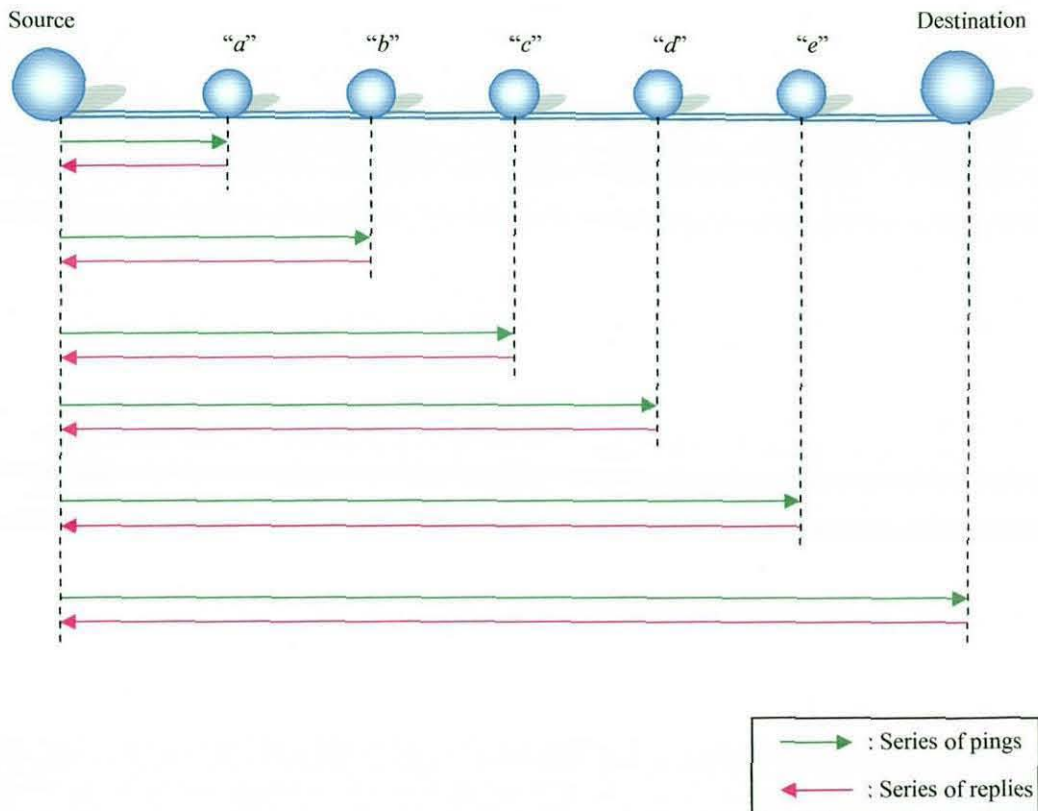 Source
Destination
“a”
“b”
“c”
“d”
“e”
: Series of pings
: Series of replies